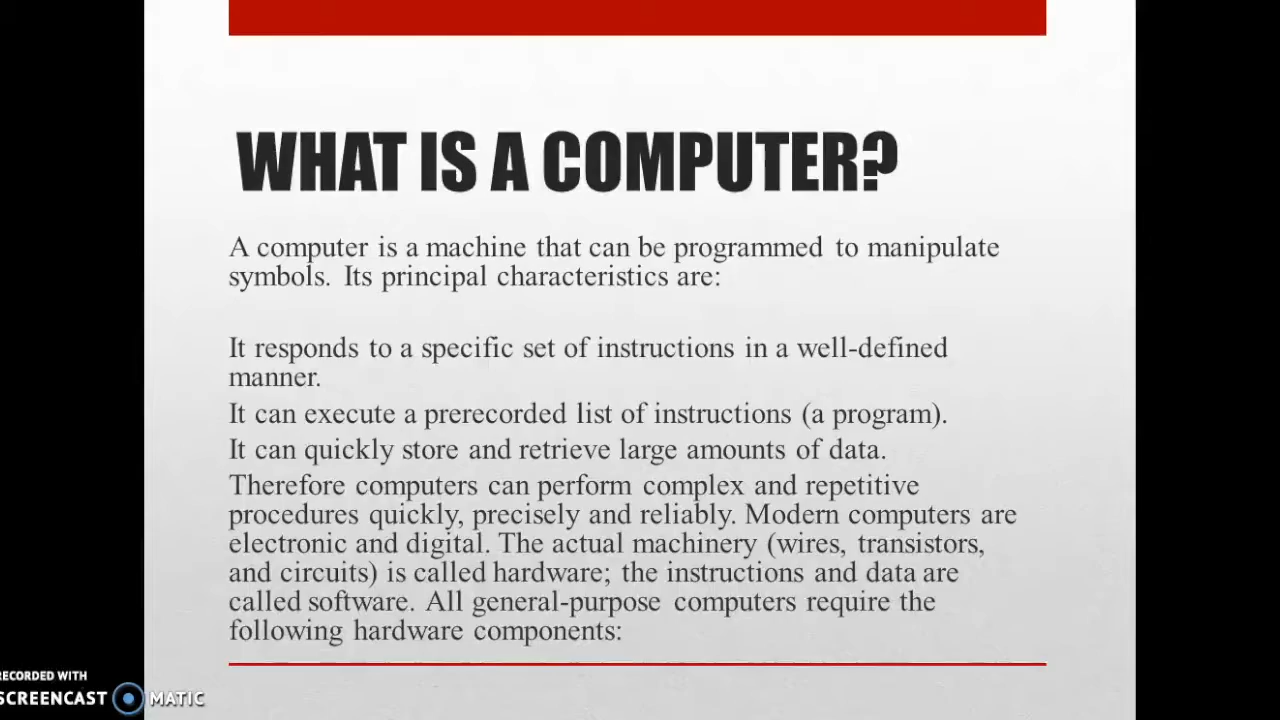 WHAT IS A COMPUTER?
A computer is a machine that can be programmed to manipulate
symbols. Its principal characteristics are:
It responds to a specific set of instructions in a well-defined
manner.
It can execute a prerecorded list of instructions (a program).
It can quickly store and retrieve large amounts of data.
Therefore computers can perform complex and repetitive
procedures quickly, precisely and reliably. Modern computers are
electronic and digital. The actual machinery (wires, transistors,
and circuits) is called hardware; the instructions and data are
called software. All general-purpose computers require the
following hardware components:
RECORDED WITH
SCREENCAST MATIC